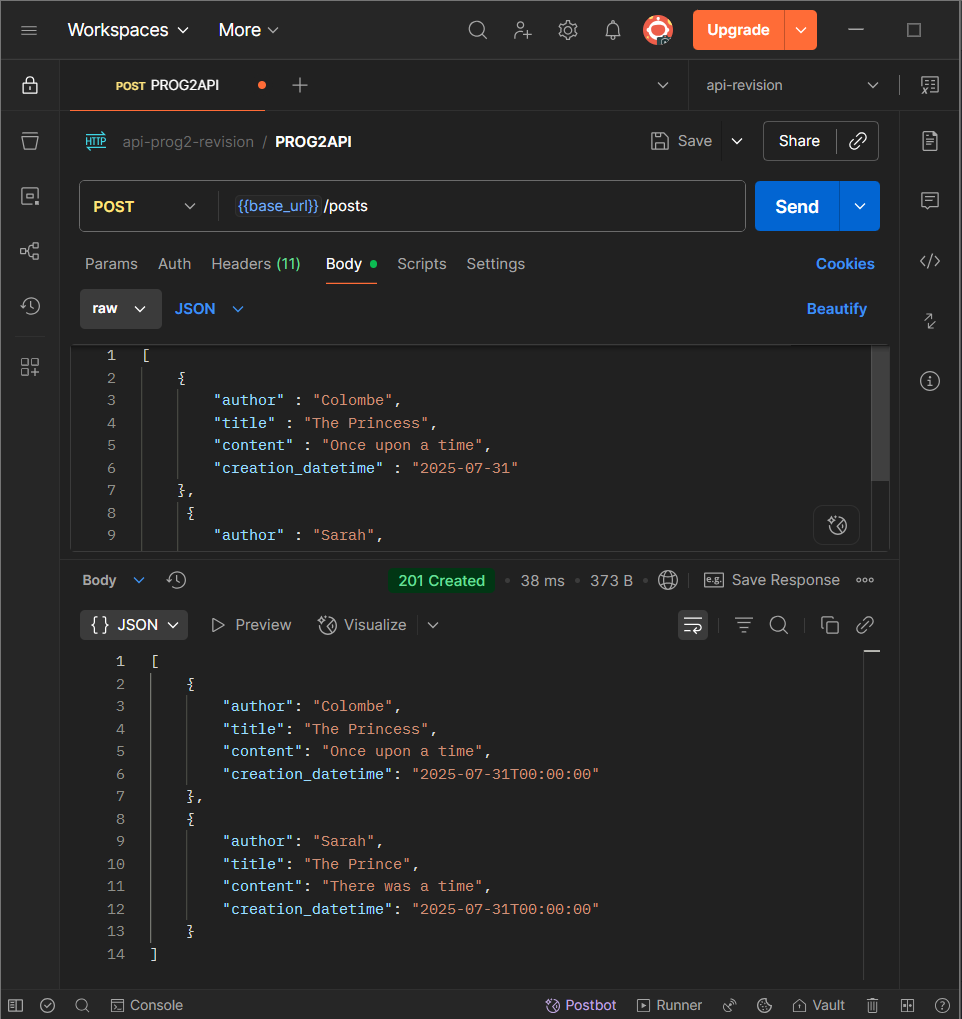 Workspaces More Upgrade
POST PROG2API api-revision
HTTP api-prog2-revision / PROG2API Save Share
POST {{base_url}} /posts Send
Params Auth Headers (11) Body Scripts Settings Cookies
raw JSON Beautify
1 [
2 {
3 "author" : "Colombe",
4 "title" : "The Princess",
5 "content" : "Once upon a time",
6 "creation_datetime" : "2025-07-31"
7 },
8 {
9 "author" : "Sarah",
Body 201 Created • 38 ms • 373 B • e.g. Save Response
{} JSON Preview Visualize
1 [
2 {
3 "author": "Colombe",
4 "title": "The Princess",
5 "content": "Once upon a time",
6 "creation_datetime": "2025-07-31T00:00:00"
7 },
8 {
9 "author": "Sarah",
10 "title": "The Prince",
11 "content": "There was a time",
12 "creation_datetime": "2025-07-31T00:00:00"
13 }
14 ]
Console Postbot Runner Vault